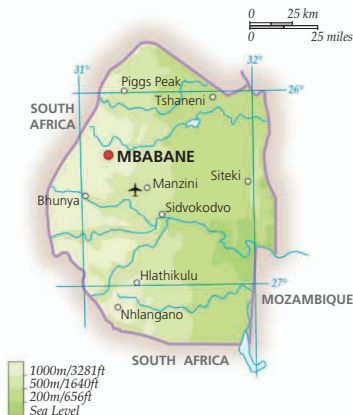 0 25 km
0 25 miles
31°
32°
Piggs Peak
26°
Tshaneni
SOUTH
AFRICA
MBABANE
Manzini
Siteki
Bhunya
Sidvokodvo
Hlathikulu
27°
MOZAMBIQUE
Nhlangano
SOUTH AFRICA
1000m/3281ft
500m/1640ft
200m/656ft
Sea Level